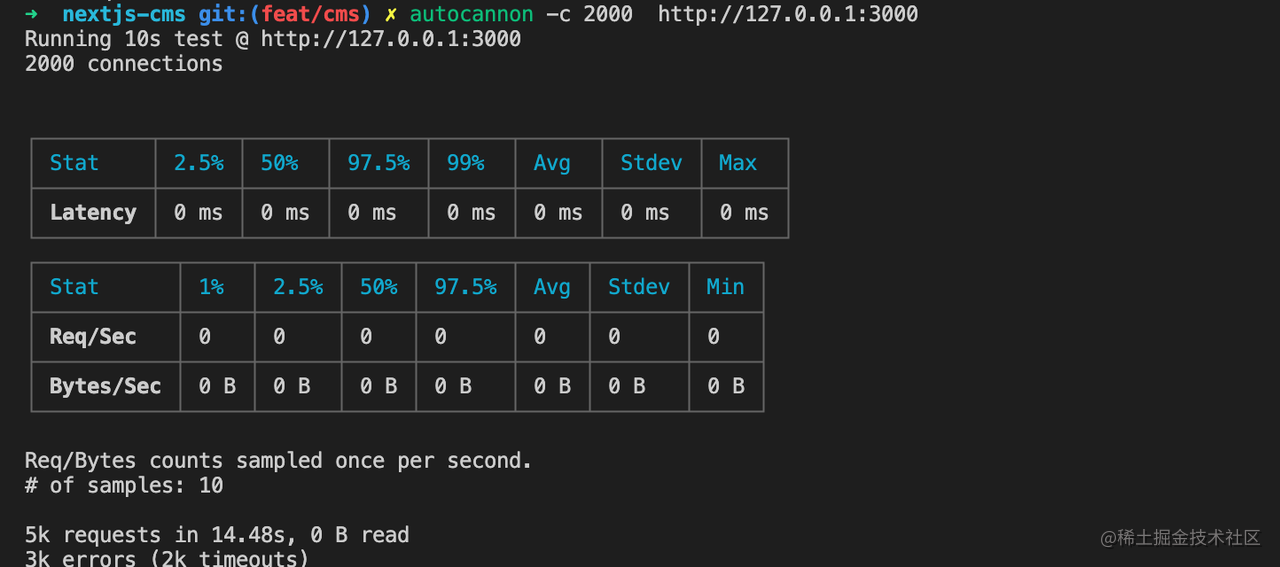 ➜ nextjs-cms git:(feat/cms) ✗ autocannon -c 2000 http://127.0.0.1:3000
Running 10s test @ http://127.0.0.1:3000
2000 connections
Stat 2.5% 50% 97.5% 99% Avg Stdev Max
Latency 0 ms 0 ms 0 ms 0 ms 0 ms 0 ms 0 ms
Stat 1% 2.5% 50% 97.5% Avg Stdev Min
Req/Sec 0 0 0 0 0 0 0
Bytes/Sec 0 B 0 B 0 B 0 B 0 B 0 B 0 B
Req/Bytes counts sampled once per second.
# of samples: 10
5k requests in 14.48s, 0 B read
3k errors (2k timeouts)
@稀土掘金技术社区